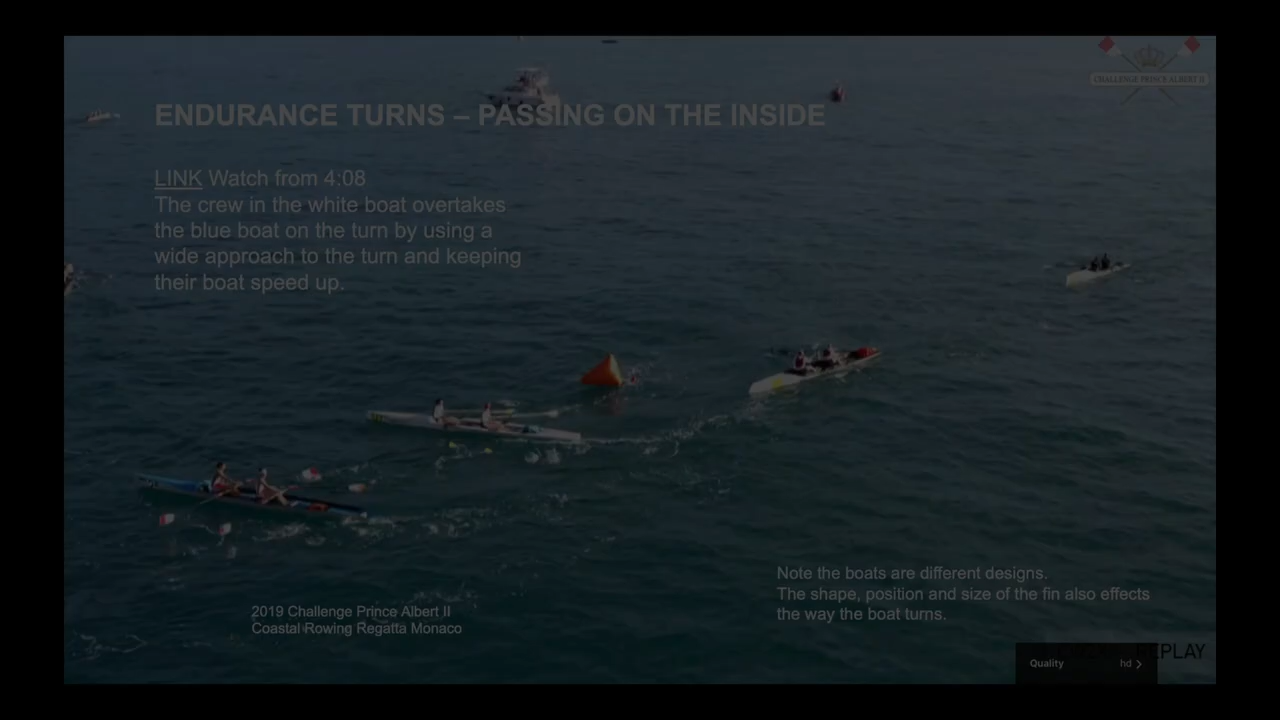 CHALLENGE PRINCE ALBERT II
ENDURANCE TURNS – PASSING ON THE INSIDE
LINK Watch from 4:08
The crew in the white boat overtakes
the blue boat on the turn by using a
wide approach to the turn and keeping
their boat speed up.
Note the boats are different designs.
The shape, position and size of the fin also effects
the way the boat turns.
2019 Challenge Prince Albert II
Coastal Rowing Regatta Monaco
REPLAY
Quality hd